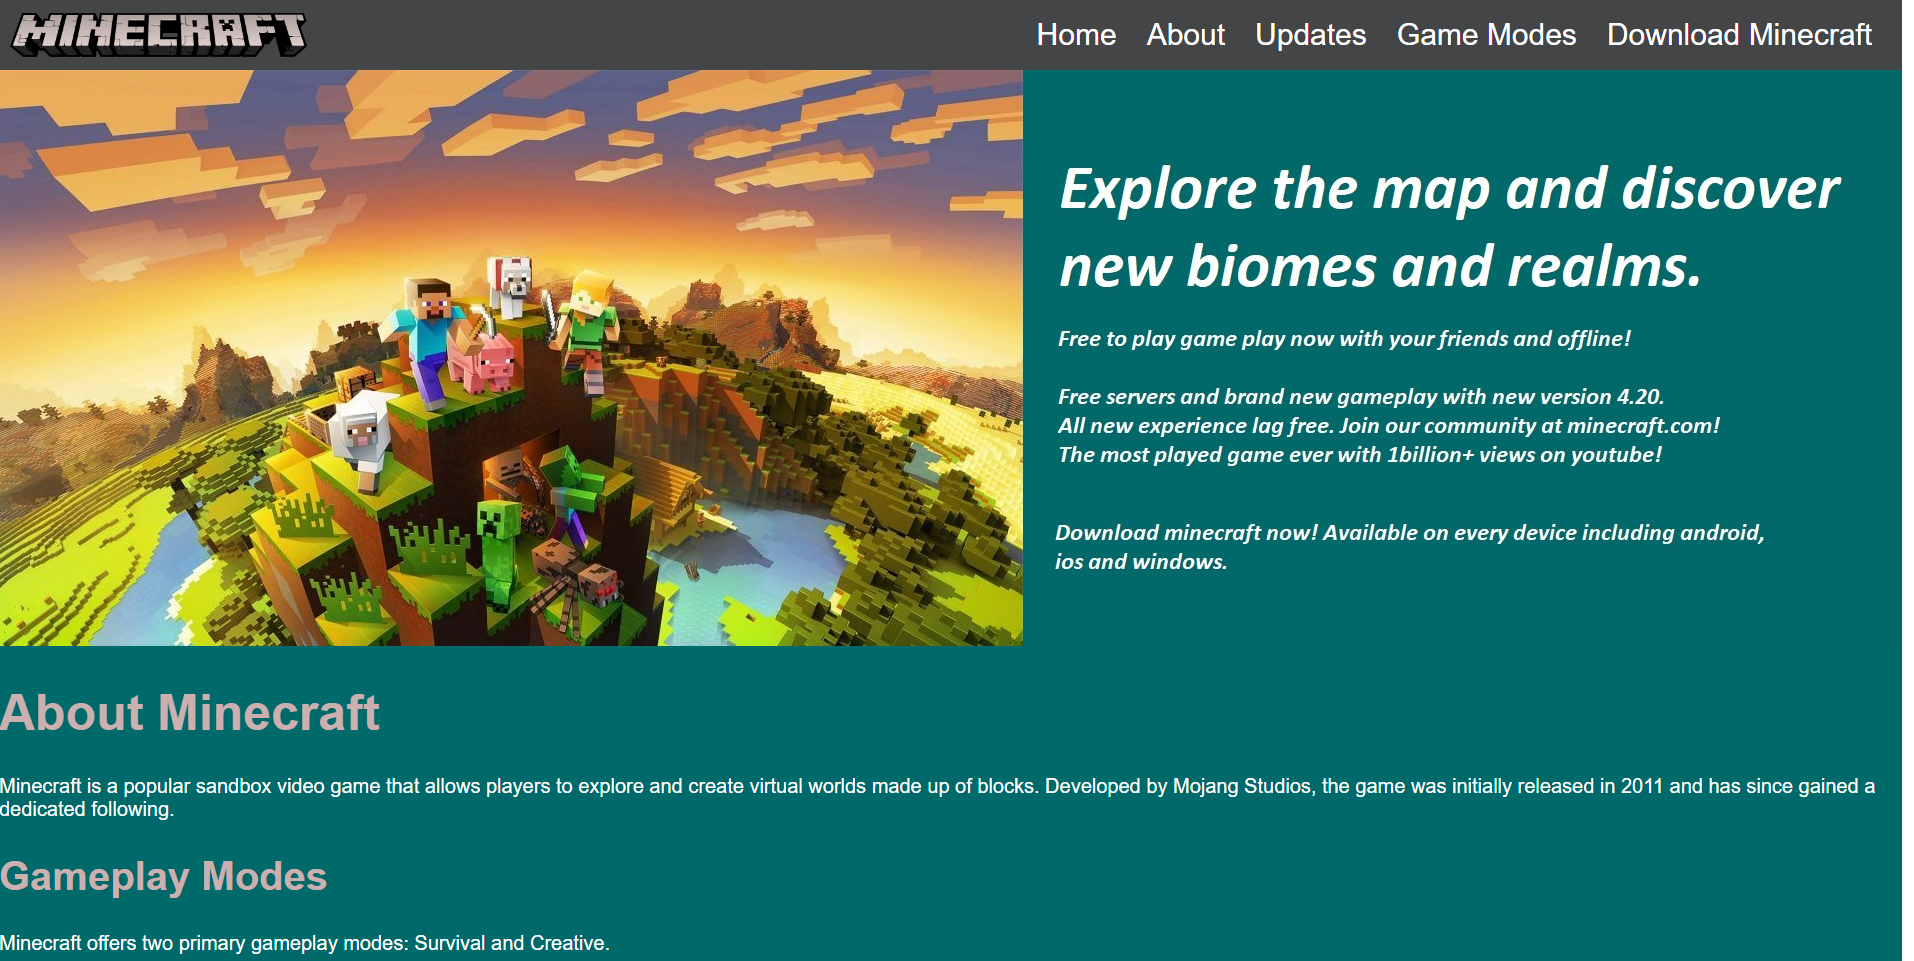 MINECRAFT
Home About Updates Game Modes Download Minecraft
Explore the map and discover
new biomes and realms.
Free to play game play now with your friends and offline!
Free servers and brand new gameplay with new version 4.20.
All new experience lag free. Join our community at minecraft.com!
The most played game ever with 1billion+ views on youtube!
Download minecraft now! Available on every device including android,
ios and windows.
About Minecraft
Minecraft is a popular sandbox video game that allows players to explore and create virtual worlds made up of blocks. Developed by Mojang Studios, the game was initially released in 2011 and has since gained a
dedicated following.
Gameplay Modes
Minecraft offers two primary gameplay modes: Survival and Creative.